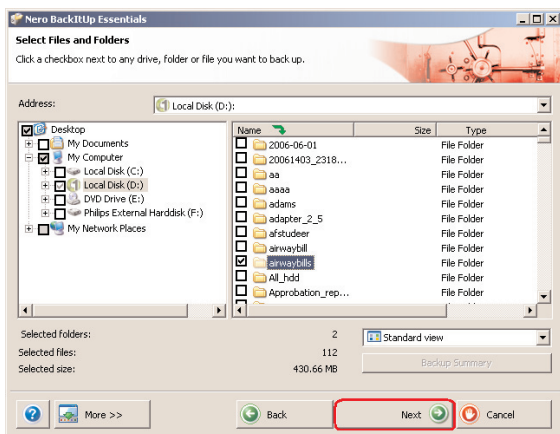 Nero BackItUp Essentials
Select Files and Folders
Click a checkbox next to any drive, folder or file you want to back up.
Address: Local Disk (D:):
Desktop
My Documents
My Computer
Local Disk (C:)
Local Disk (D:)
DVD Drive (E:)
Philips External Harddisk (F:)
My Network Places
Name Size Type
2006-06-01 File Folder
20061403_2318... File Folder
aa File Folder
aaaa File Folder
adams File Folder
adapter_2_5 File Folder
afstudeer File Folder
airwaybill File Folder
airwaybills File Folder
All_hdd File Folder
Approbation_rep... File Folder
Selected folders: 2
Standard view
Selected files: 112
Selected size: 430.66 MB
Backup Summary
More >>
Back
Next
Cancel